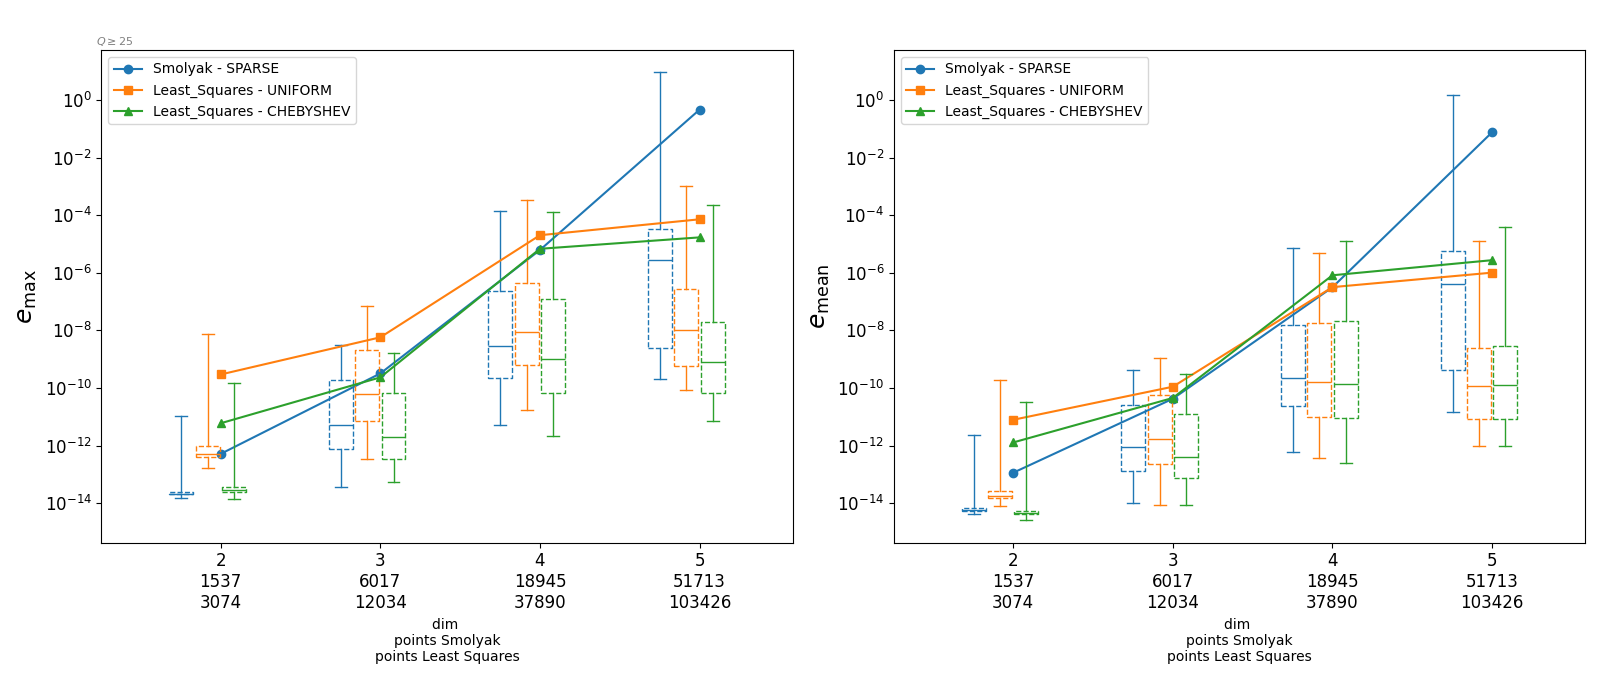 Q ≥ 25
Smolyak - SPARSE
Least_Squares - UNIFORM
Least_Squares - CHEBYSHEV
10^0
10^−2
10^−4
10^−6
10^−8
10^−10
10^−12
10^−14
e_max
2 3 4 5
1537 6017 18945 51713
3074 12034 37890 103426
dim
points Smolyak
points Least Squares
Smolyak - SPARSE
Least_Squares - UNIFORM
Least_Squares - CHEBYSHEV
10^0
10^−2
10^−4
10^−6
10^−8
10^−10
10^−12
10^−14
e_mean
2 3 4 5
1537 6017 18945 51713
3074 12034 37890 103426
dim
points Smolyak
points Least Squares